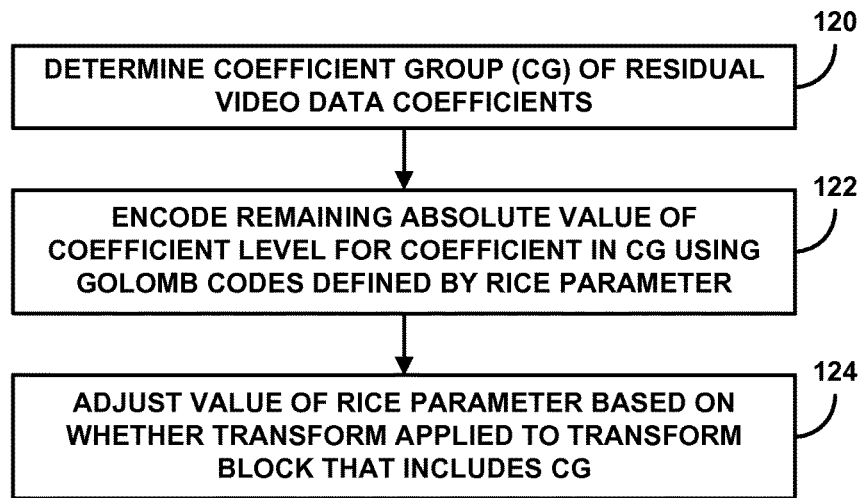 120
DETERMINE COEFFICIENT GROUP (CG) OF RESIDUAL
VIDEO DATA COEFFICIENTS
122
ENCODE REMAINING ABSOLUTE VALUE OF
COEFFICIENT LEVEL FOR COEFFICIENT IN CG USING
GOLOMB CODES DEFINED BY RICE PARAMETER
124
ADJUST VALUE OF RICE PARAMETER BASED ON
WHETHER TRANSFORM APPLIED TO TRANSFORM
BLOCK THAT INCLUDES CG